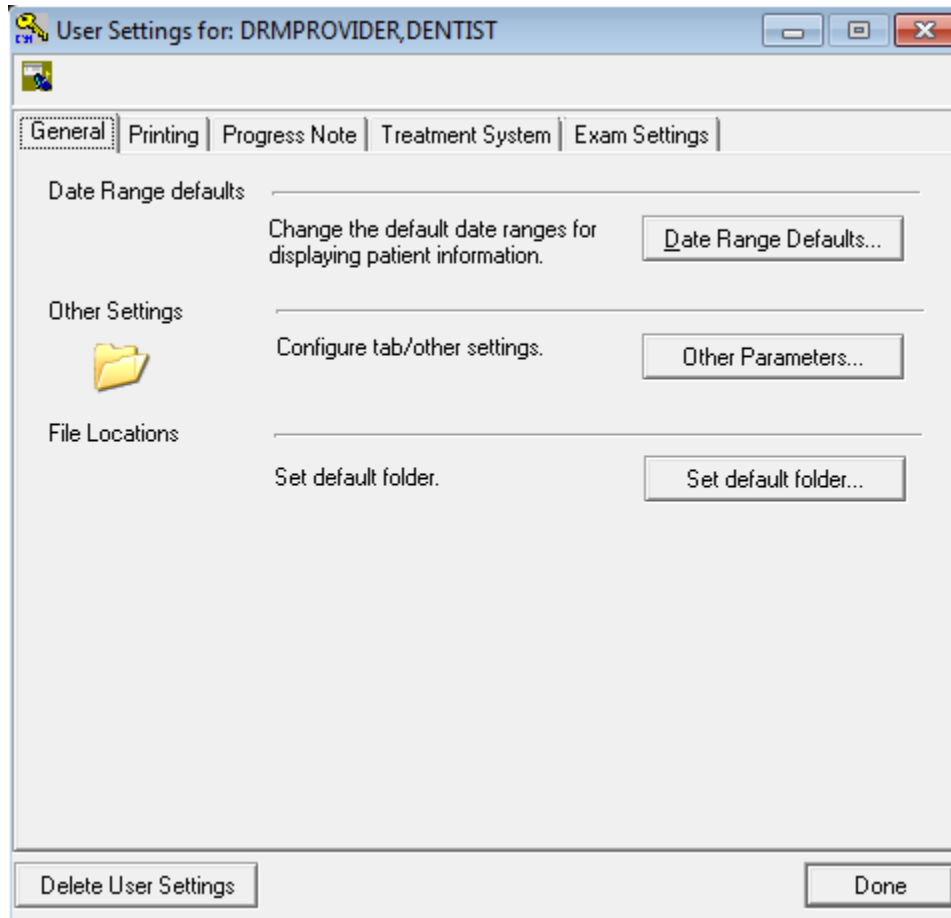 User Settings for: DRMPROVIDER,DENTIST
General Printing Progress Note Treatment System Exam Settings
Date Range defaults
Change the default date ranges for
displaying patient information.
Date Range Defaults...
Other Settings
Configure tab/other settings.
Other Parameters...
File Locations
Set default folder.
Set default folder...
Delete User Settings
Done